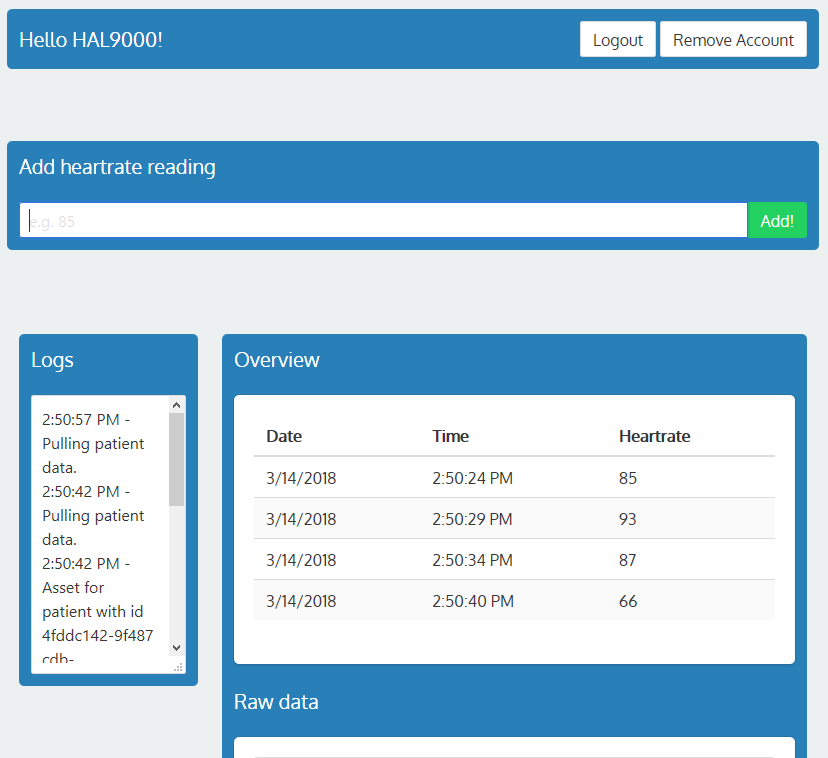 Hello HAL9000!
Logout
Remove Account
Add heartrate reading
e.g. 85
Add!
Logs
2:50:57 PM -
Pulling patient
data.
2:50:42 PM -
Pulling patient
data.
2:50:42 PM -
Asset for
patient with id
4fddc142-9f487
cdb-
Overview
Date Time Heartrate
3/14/2018 2:50:24 PM 85
3/14/2018 2:50:29 PM 93
3/14/2018 2:50:34 PM 87
3/14/2018 2:50:40 PM 66
Raw data